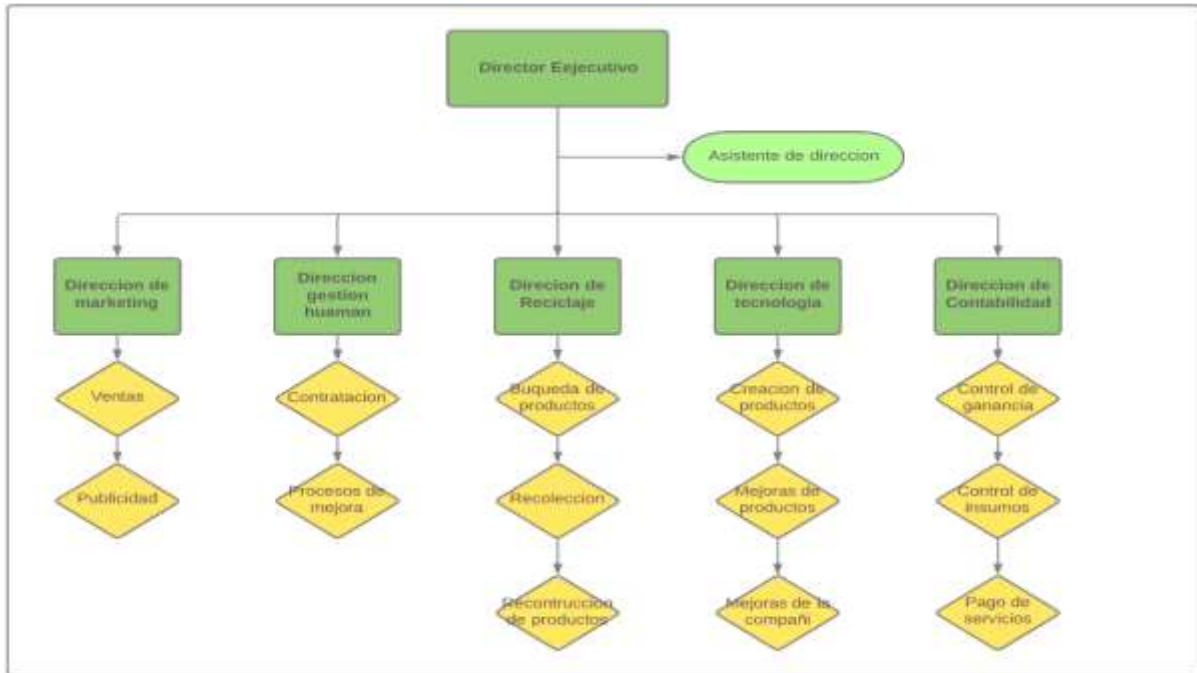 Director Eejecutivo
Asistente de direccion
Direccion de
marketing
Direccion
gestion
huaman
Direcion de
Reciclaje
Direccion de
tecnologia
Direccion de
Contabilidad
Ventas
Contratacion
Buqueda de
productos
Creacion de
productos
Control de
ganancia
Publicidad
Procesos de
mejora
Recoleccion
Mejoras de
productos
Control de
insumos
Recontruccion
de productos
Mejoras de la
compañi
Pago de
servicios